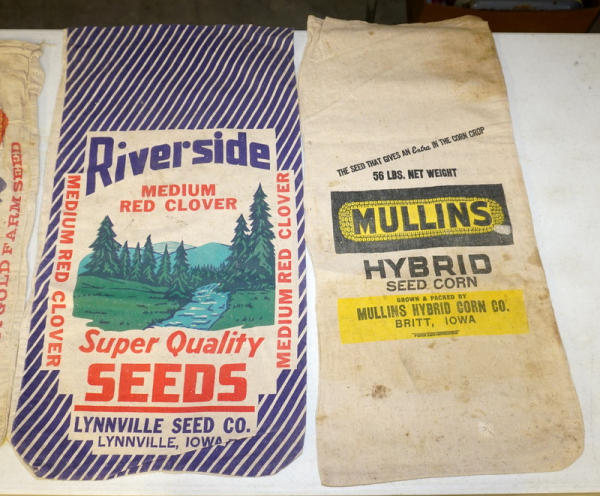 GOLD FARM SEED
Riverside
MEDIUM
RED CLOVER
MEDIUM RED CLOVER
MEDIUM RED CLOVER
Super Quality
SEEDS
LYNNVILLE SEED CO.
LYNNVILLE, IOWA
THE SEED THAT GIVES AN Extra IN THE CORN CROP
56 LBS. NET WEIGHT
MULLINS
HYBRID
SEED CORN
GROWN & PACKED BY
MULLINS HYBRID CORN CO.
BRITT, IOWA